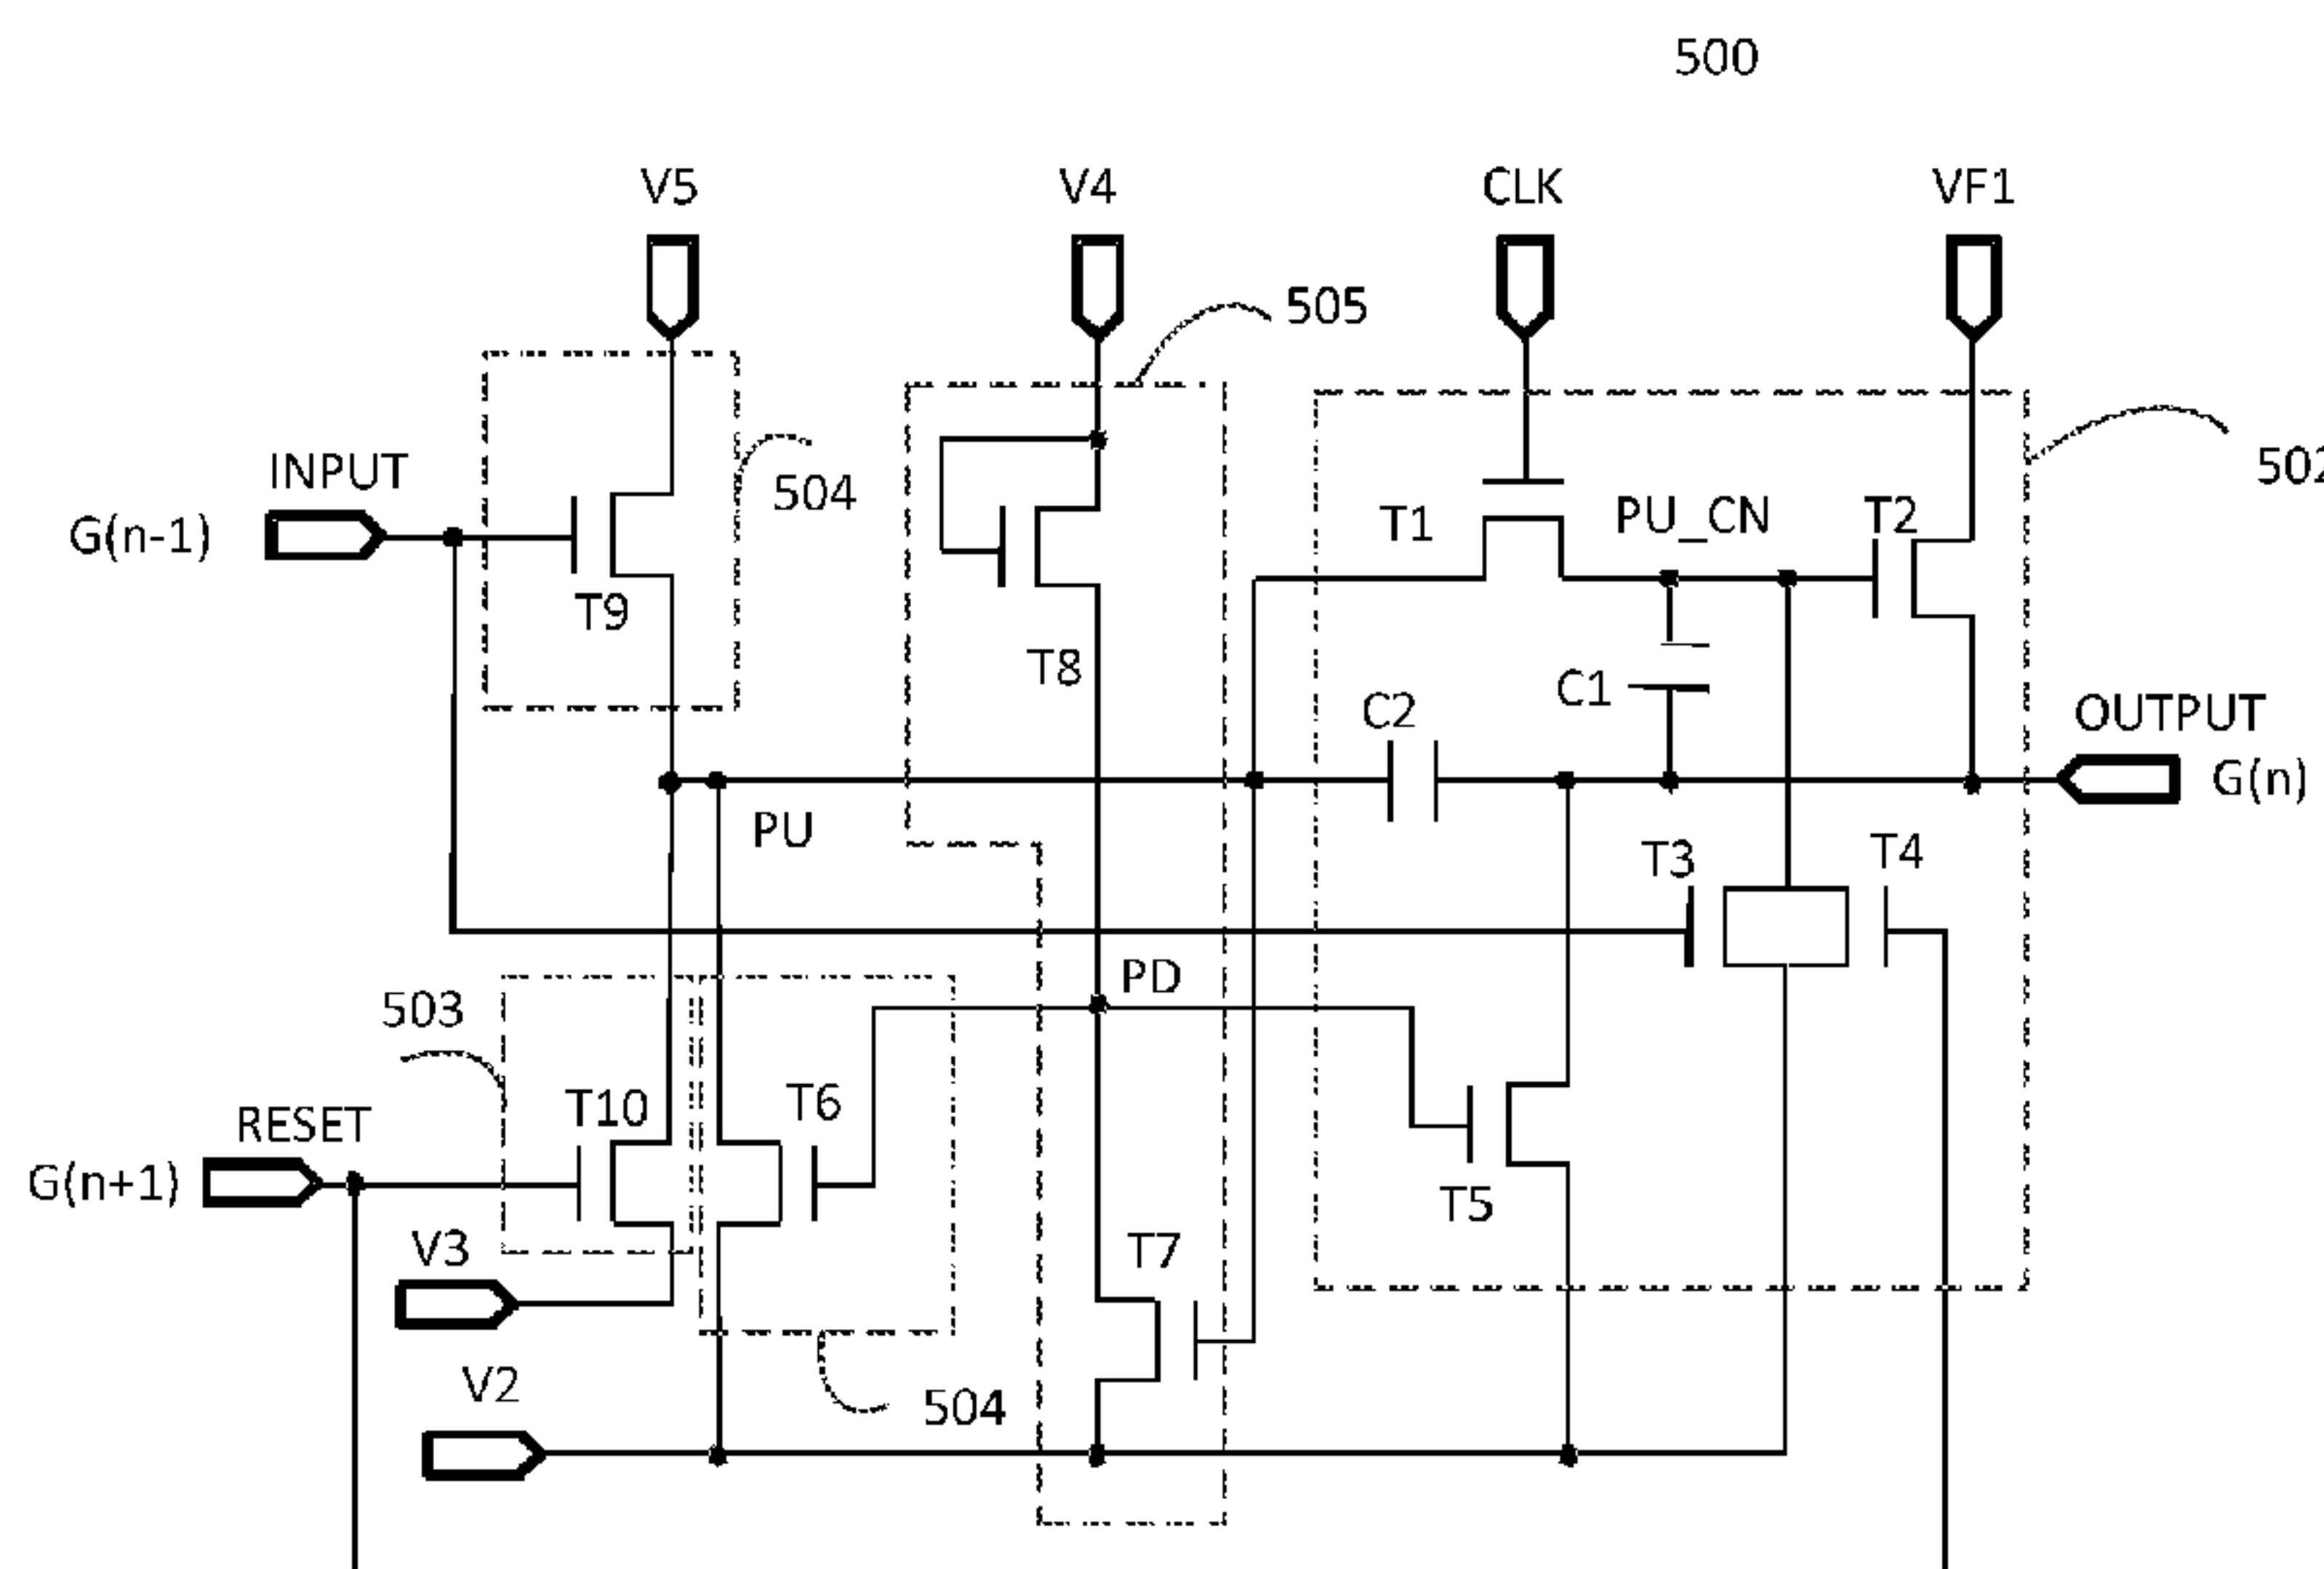 500
V5
V4
CLK
VF1
505
INPUT
504
502
G(n-1)
T1
PU_CN
T2
T9
T8
C1
C2
OUTPUT
G(n)
PU
T3
T4
PD
503
T10
T6
RESET
G(n+1)
T5
V3
T7
V2
504